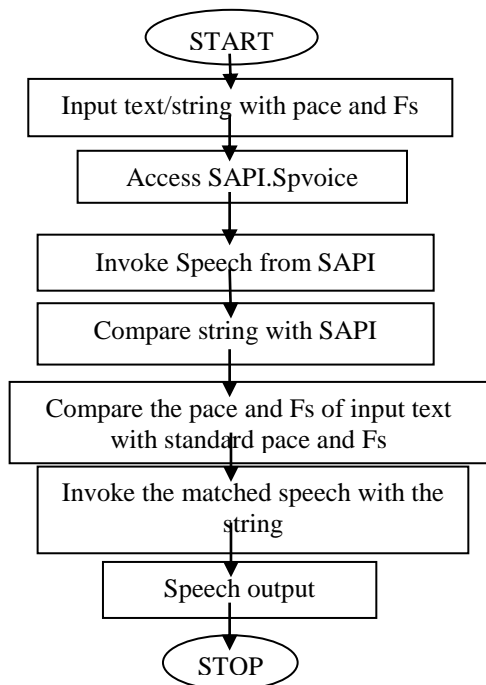 START
Input text/string with pace and Fs
Access SAPI.Spvoice
Invoke Speech from SAPI
Compare string with SAPI
Compare the pace and Fs of input text
with standard pace and Fs
Invoke the matched speech with the
string
Speech output
STOP